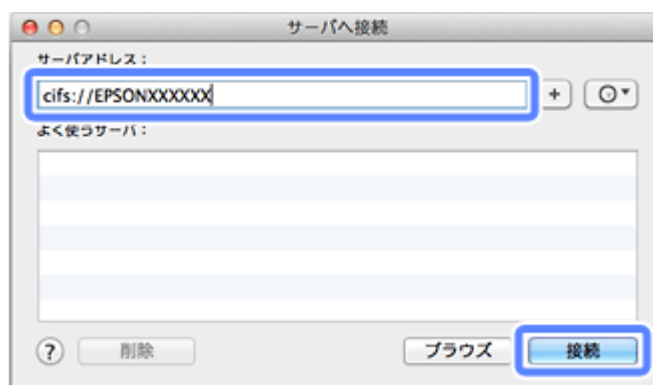 サーバへ接続
サーバアドレス：
cifs://EPSONXXXXXX
+
よく使うサーバ：
? 削除 ブラウズ 接続